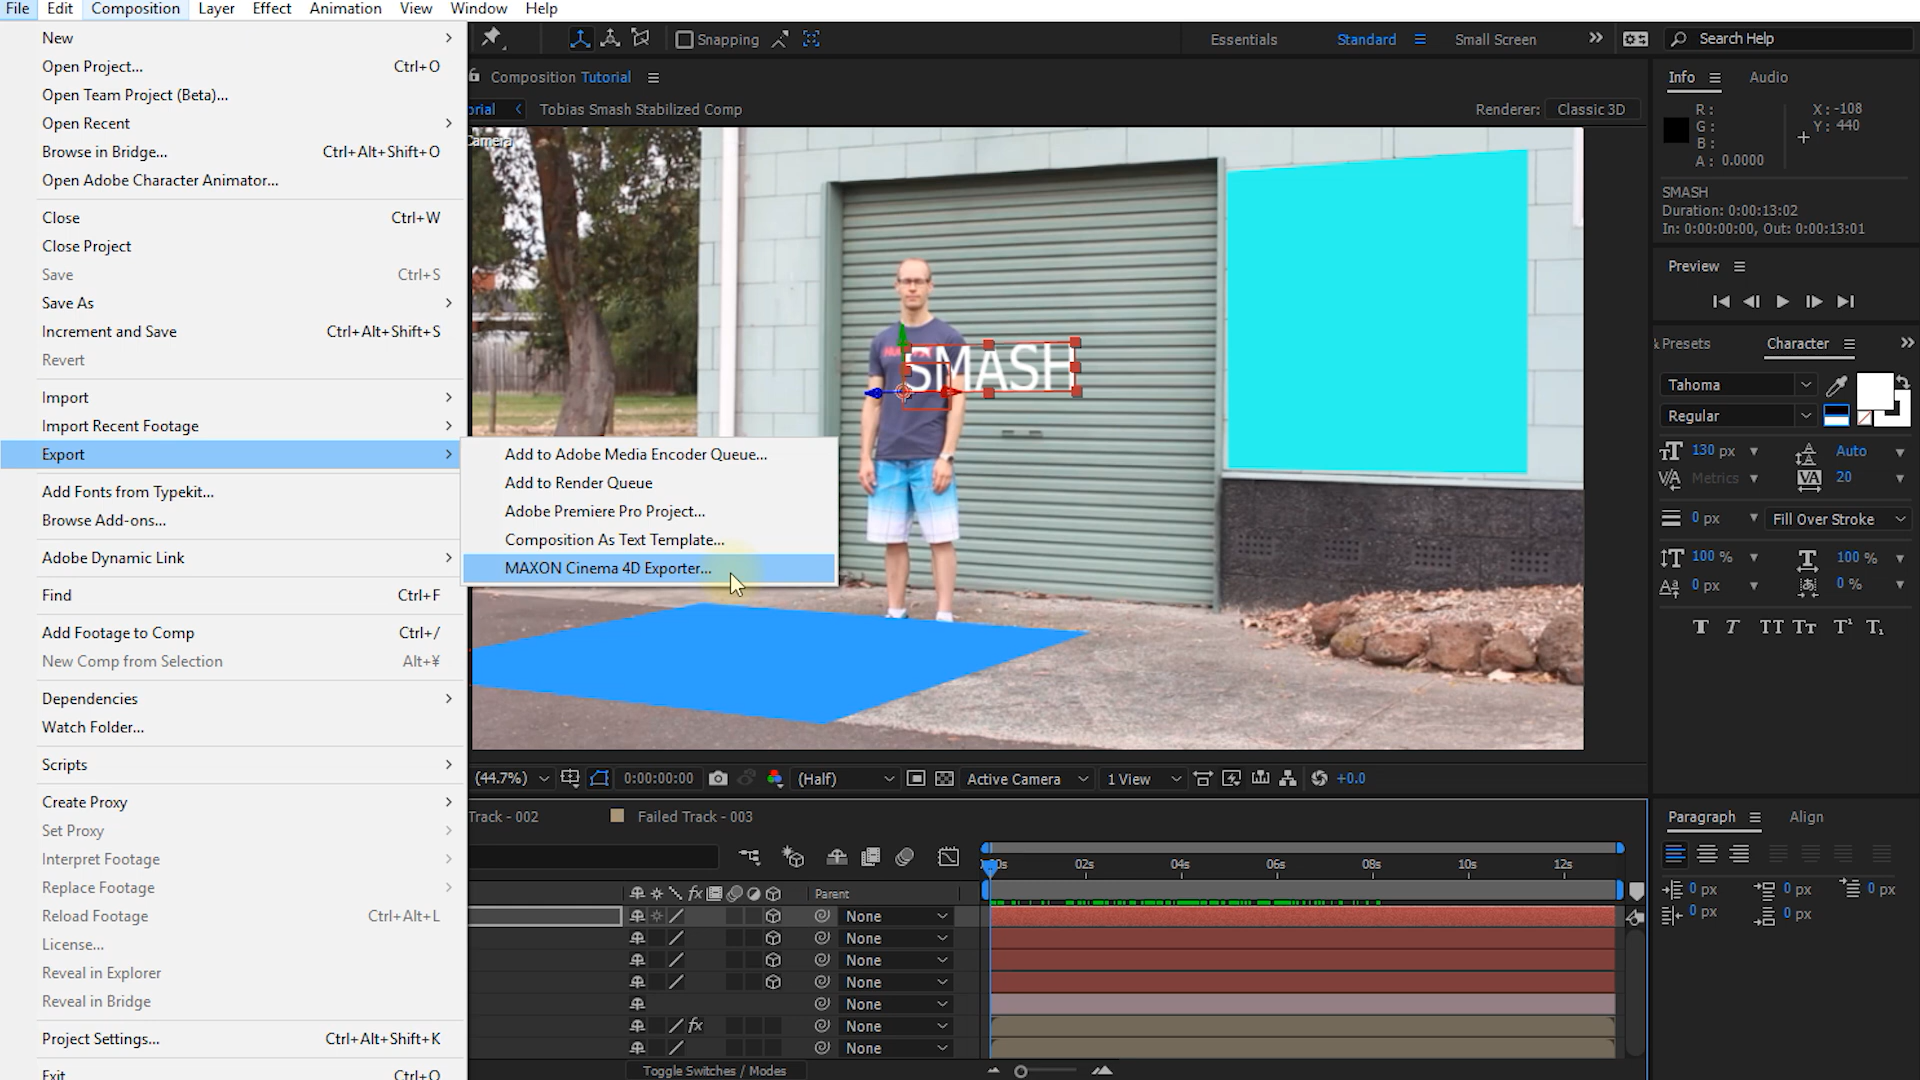 File Edit Composition Layer Effect Animation View Window Help
New
Open Project... Ctrl+O
Open Team Project (Beta)...
Open Recent
Browse in Bridge... Ctrl+Alt+Shift+O
Open Adobe Character Animator...
Close Ctrl+W
Close Project
Save Ctrl+S
Save As
Increment and Save Ctrl+Alt+Shift+S
Revert
Import
Import Recent Footage
Export
Add Fonts from Typekit...
Browse Add-ons...
Adobe Dynamic Link
Find Ctrl+F
Add Footage to Comp Ctrl+/
New Comp from Selection Alt+¥
Dependencies
Watch Folder...
Scripts
Create Proxy
Set Proxy
Interpret Footage
Replace Footage
Reload Footage Ctrl+Alt+L
License...
Reveal in Explorer
Reveal in Bridge
Project Settings... Ctrl+Alt+Shift+K
Exit Ctrl+Q
Add to Adobe Media Encoder Queue...
Add to Render Queue
Adobe Premiere Pro Project...
Composition As Text Template...
MAXON Cinema 4D Exporter...
Snapping Essentials Standard Small Screen Search Help
Composition Tutorial
orial Tobias Smash Stabilized Comp Renderer: Classic 3D
Camera
SMASH
(44.7%) 0:00:00:00 (Half) Active Camera 1 View +0.0
Track - 002 Failed Track - 003
02s 04s 06s 08s 10s 12s
fx Parent
None
None
None
None
None
fx None
None
Toggle Switches / Modes
Info Audio
R: X: -108
G: Y: 440
B:
A: 0.0000
SMASH
Duration: 0:00:13:02
In: 0:00:00:00, Out: 0:00:13:01
Preview
& Presets Character
Tahoma
Regular
130 px Auto
Metrics 20
0 px Fill Over Stroke
100 % 100 %
0 px 0 %
T T TT Tт T¹ T₁
Paragraph Align
0 px 0 px 0 px
0 px 0 px